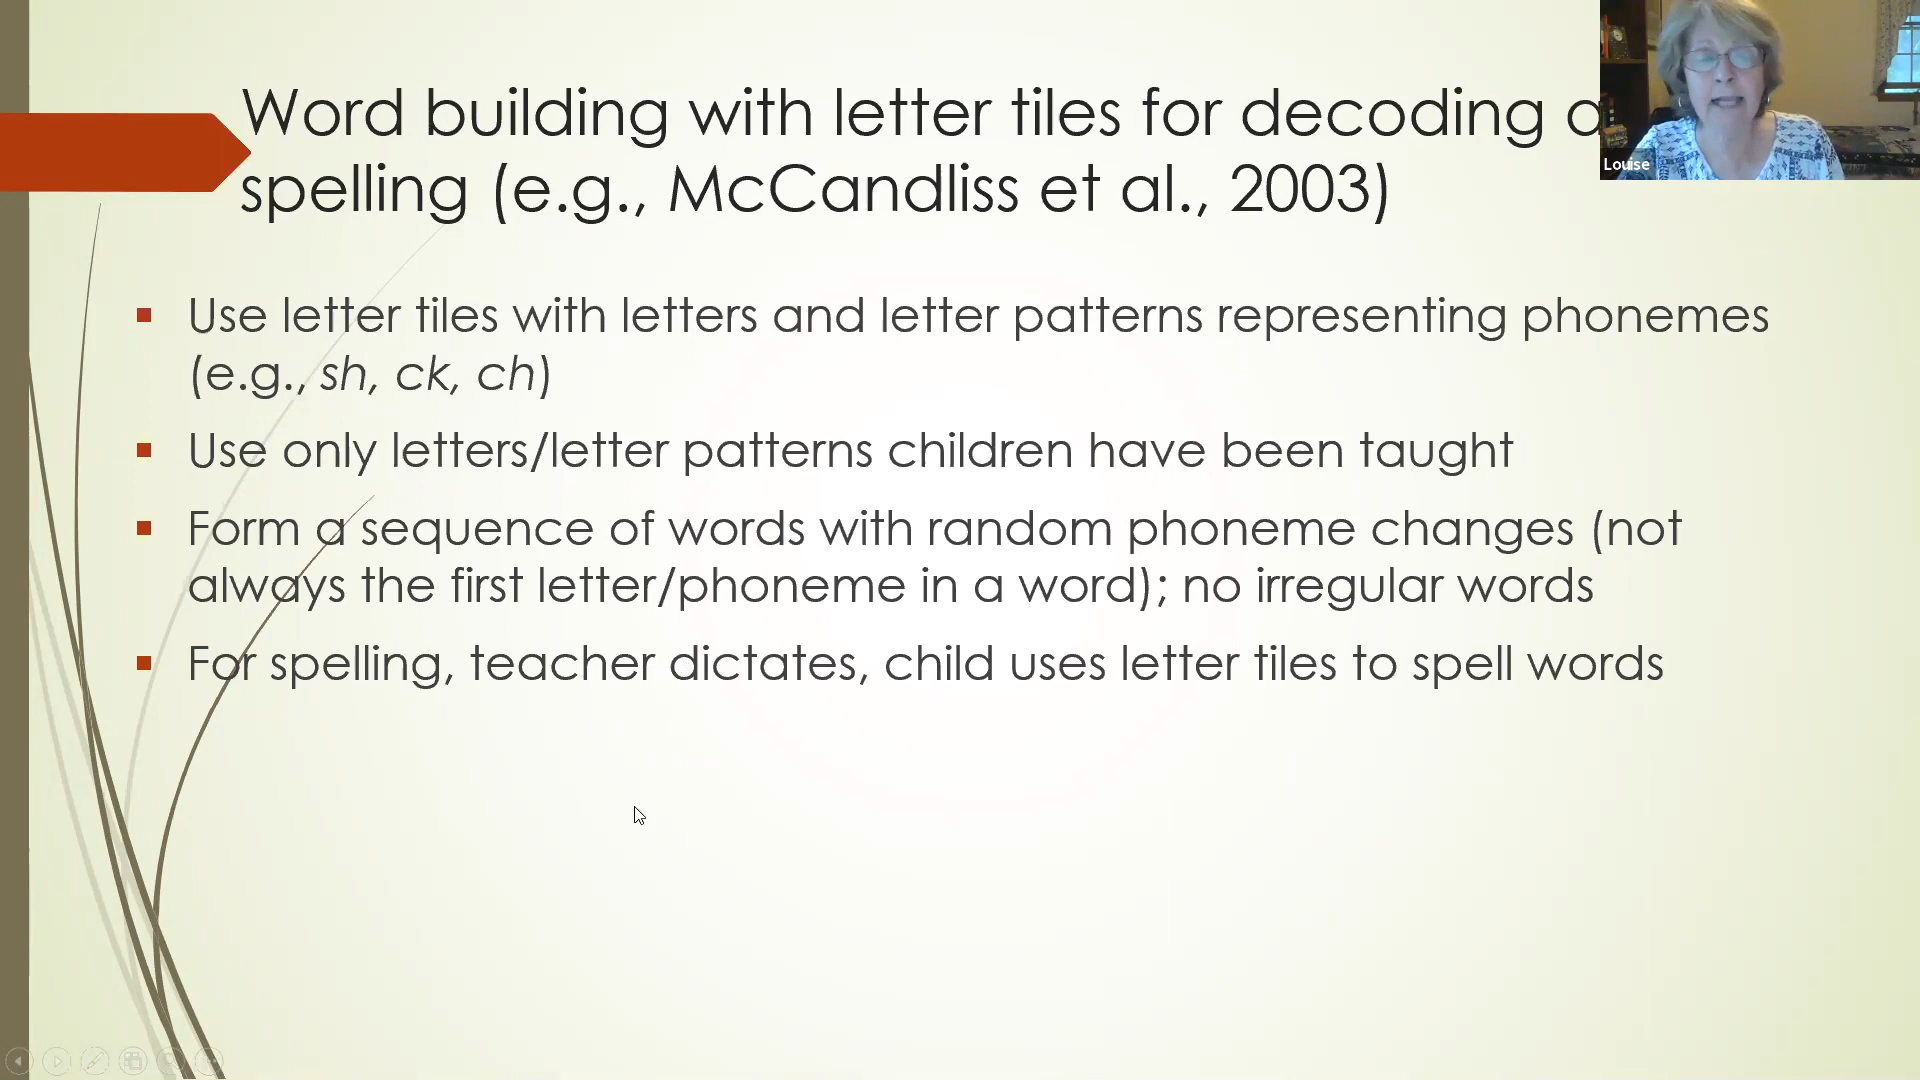 Word building with letter tiles for decoding
spelling (e.g., McCandliss et al., 2003)
Louise
▪ Use letter tiles with letters and letter patterns representing phonemes
(e.g., sh, ck, ch)
▪ Use only letters/letter patterns children have been taught
▪ Form a sequence of words with random phoneme changes (not
always the first letter/phoneme in a word); no irregular words
▪ For spelling, teacher dictates, child uses letter tiles to spell words